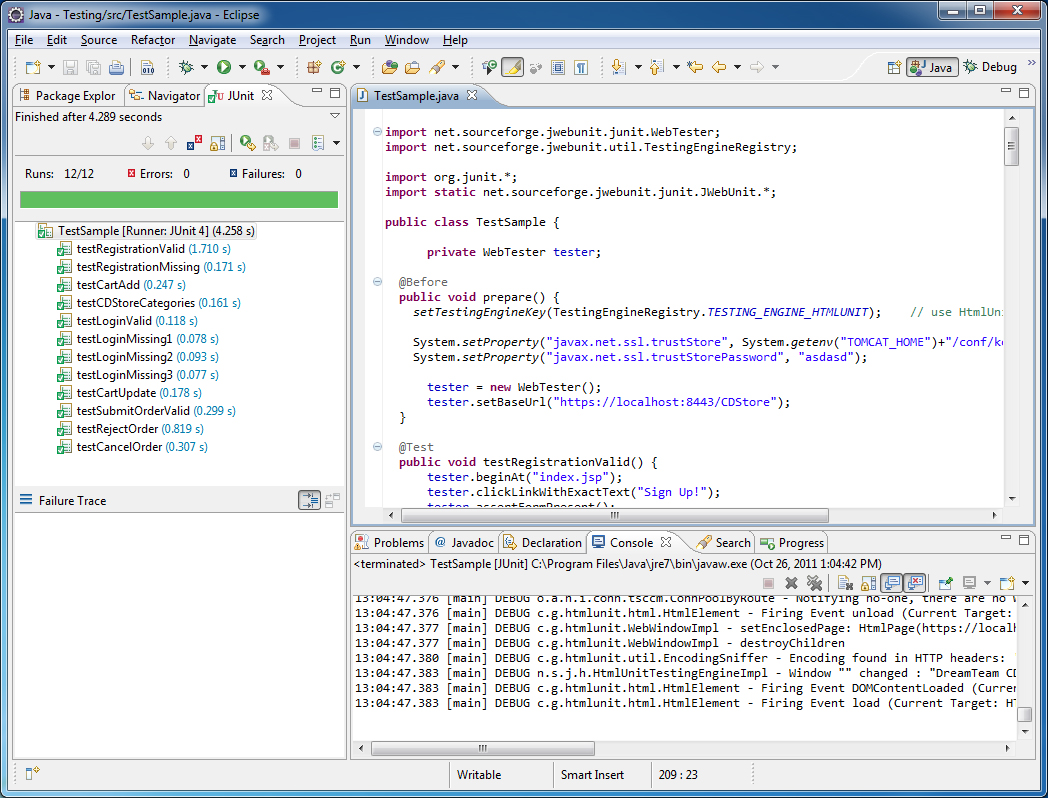 Java - Testing/src/TestSample.java - Eclipse
File Edit Source Refactor Navigate Search Project Run Window Help
Java Debug
Package Explor Navigator JUnit
Finished after 4.289 seconds
Runs: 12/12 Errors: 0 Failures: 0
TestSample [Runner: JUnit 4] (4.258 s)
testRegistrationValid (1.710 s)
testRegistrationMissing (0.171 s)
testCartAdd (0.247 s)
testCDStoreCategories (0.161 s)
testLoginValid (0.118 s)
testLoginMissing1 (0.078 s)
testLoginMissing2 (0.093 s)
testLoginMissing3 (0.077 s)
testCartUpdate (0.178 s)
testSubmitOrderValid (0.299 s)
testRejectOrder (0.819 s)
testCancelOrder (0.307 s)
Failure Trace
TestSample.java
import net.sourceforge.jwebunit.junit.WebTester;
import net.sourceforge.jwebunit.util.TestingEngineRegistry;
import org.junit.*;
import static net.sourceforge.jwebunit.junit.JWebUnit.*;
public class TestSample {
private WebTester tester;
@Before
public void prepare() {
setTestingEngineKey(TestingEngineRegistry.TESTING_ENGINE_HTMLUNIT); // use HtmlUn
System.setProperty("javax.net.ssl.trustStore", System.getenv("TOMCAT_HOME")+"/conf/k
System.setProperty("javax.net.ssl.trustStorePassword", "asdasd");
tester = new WebTester();
tester.setBaseUrl("https://localhost:8443/CDStore");
}
@Test
public void testRegistrationValid() {
tester.beginAt("index.jsp");
tester.clickLinkWithExactText("Sign Up!");
tester.assertFormPresent();
Problems Javadoc Declaration Console Search Progress
<terminated> TestSample [JUnit] C:\Program Files\Java\jre7\bin\javaw.exe (Oct 26, 2011 1:04:42 PM)
13:04:47.376 [main] DEBUG o.a.h.i.conn.tsccm.ConnPoolByRoute - Notifying no-one, there are no
13:04:47.376 [main] DEBUG c.g.htmlunit.html.HtmlElement - Firing Event unload (Current Target:
13:04:47.377 [main] DEBUG c.g.htmlunit.WebWindowImpl - setEnclosedPage: HtmlPage(https://local
13:04:47.377 [main] DEBUG c.g.htmlunit.WebWindowImpl - destroyChildren
13:04:47.380 [main] DEBUG c.g.htmlunit.util.EncodingSniffer - Encoding found in HTTP headers:
13:04:47.383 [main] DEBUG n.s.j.h.HtmlUnitTestingEngineImpl - Window "" changed : "DreamTeam CD
13:04:47.383 [main] DEBUG c.g.htmlunit.html.HtmlElement - Firing Event DOMContentLoaded (Curre
13:04:47.383 [main] DEBUG c.g.htmlunit.html.HtmlElement - Firing Event load (Current Target: HT
Writable Smart Insert 209 : 23